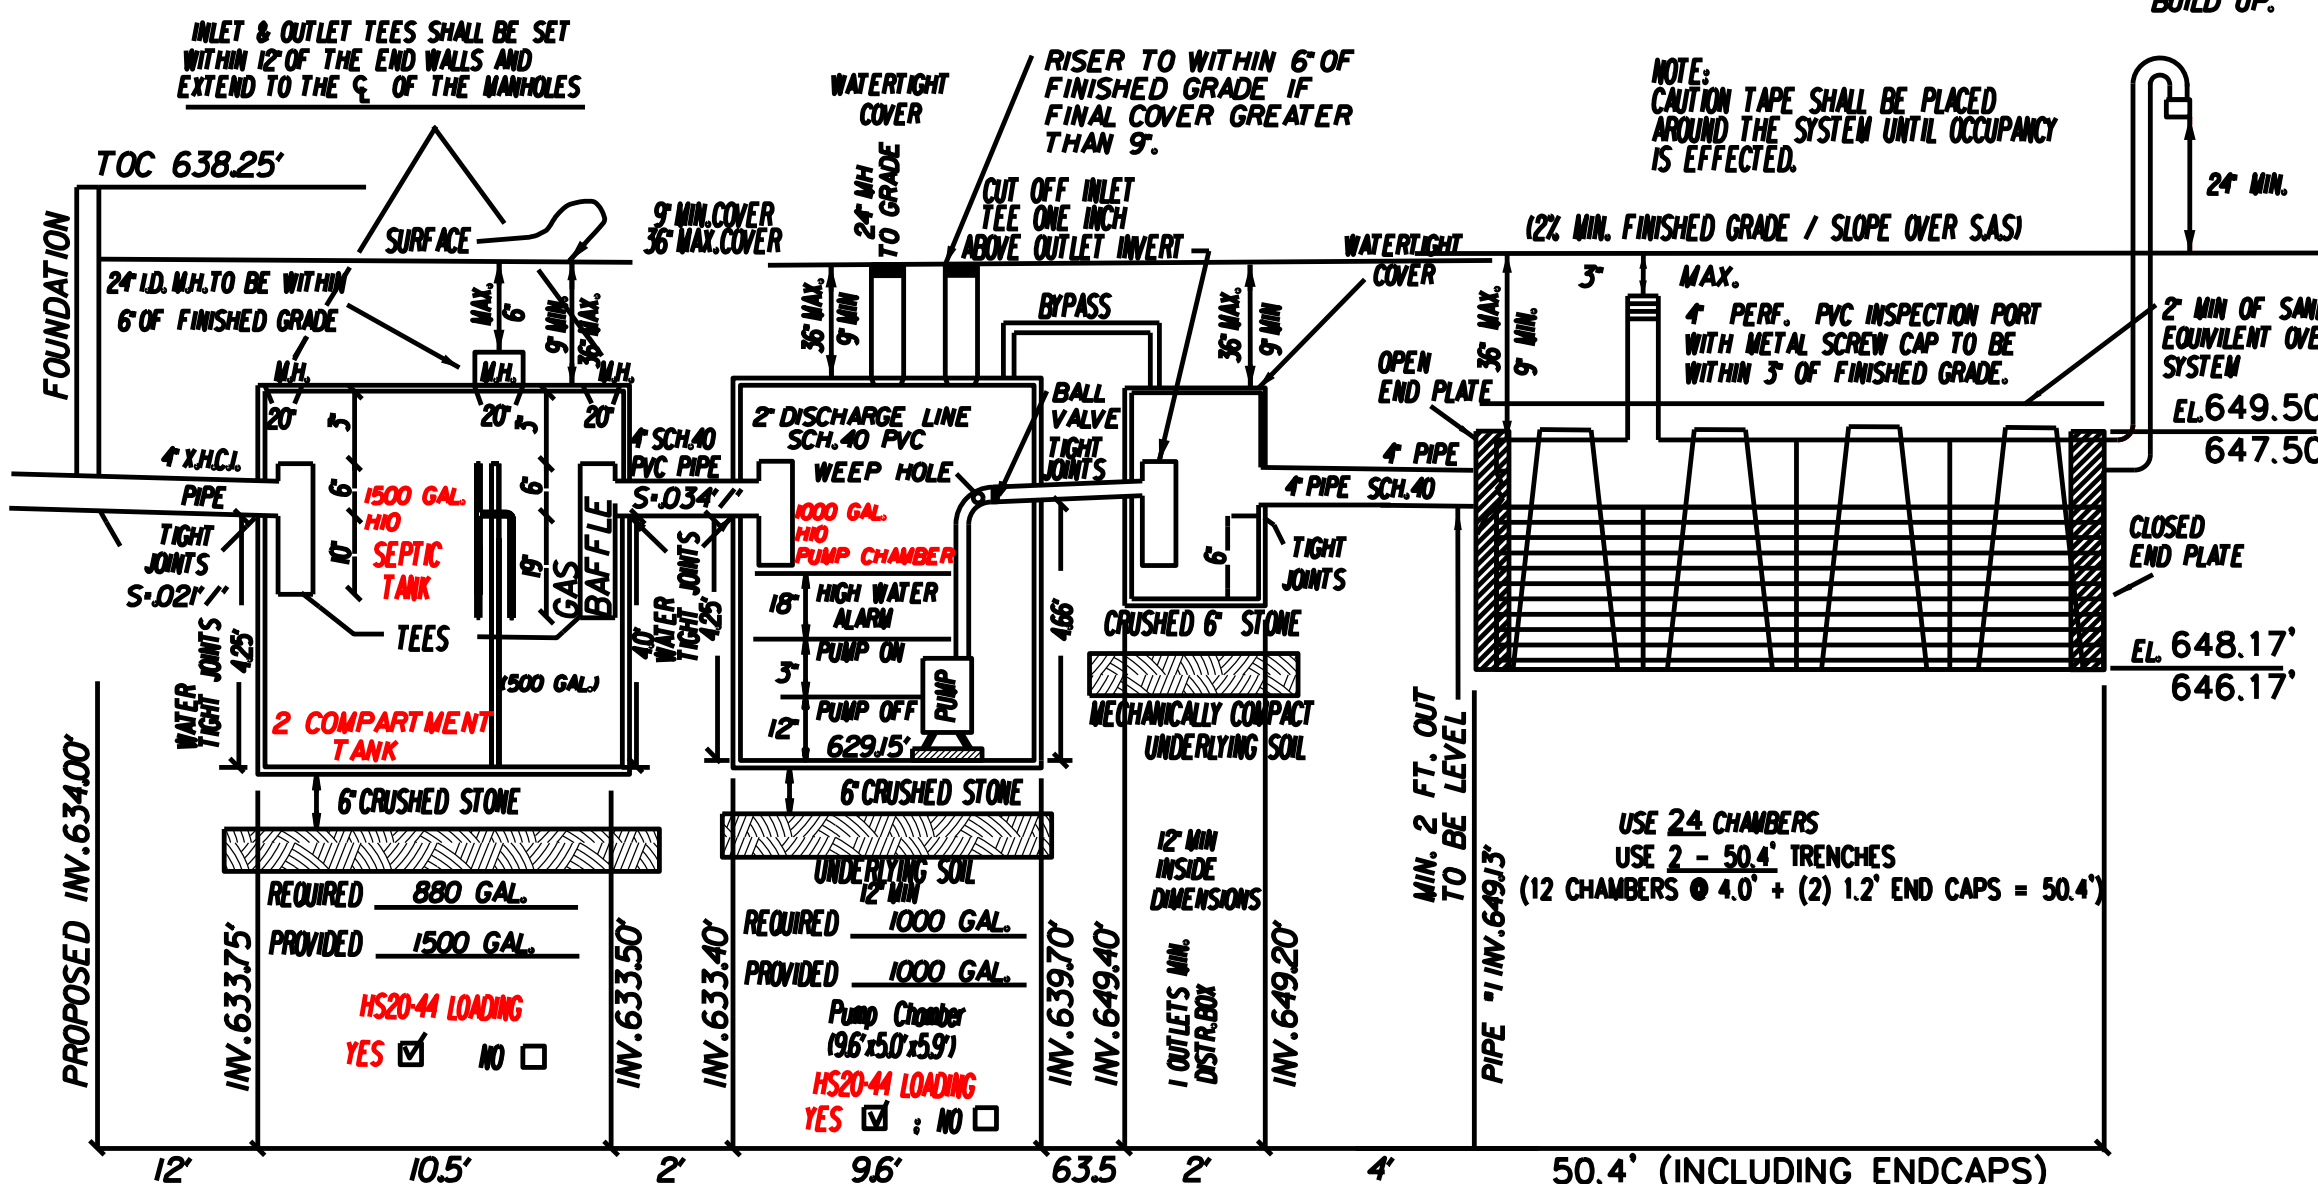 BUILD UP.
INLET & OUTLET TEES SHALL BE SET
WITHIN 12" OF THE END WALLS AND
EXTEND TO THE ℄ OF THE MANHOLES
TOC 638.25'
FOUNDATION
SURFACE
24" I.D. M.H. TO BE WITHIN
6" OF FINISHED GRADE
MAX.
6"
9" MIN.
36" MAX.
9" MIN. COVER
36" MAX. COVER
M.H.
M.H.
M.H.
20"
20"
20"
3"
3"
4" X.H.C.I.
PIPE
TIGHT
JOINTS
S=.021'/'
6"
10"
6"
19"
1500 GAL.
H10
SEPTIC
TANK
GAS
BAFFLE
TEES
(500 GAL.)
2 COMPARTMENT
TANK
WATER
TIGHT JOINTS
4.25'
4.0'
4" SCH.40
PVC PIPE
S=.034'/'
WATER
TIGHT JOINTS
4.25'
6" CRUSHED STONE
REQUIRED 880 GAL.
PROVIDED 1500 GAL.
HS20-44 LOADING
YES NO
WATERTIGHT
COVER
24" MH
TO GRADE
RISER TO WITHIN 6" OF
FINISHED GRADE IF
FINAL COVER GREATER
THAN 9".
CUT OFF INLET
TEE ONE INCH
ABOVE OUTLET INVERT
36" MAX.
9" MIN
BYPASS
36" MAX.
9" MIN
WATERTIGHT
COVER
2" DISCHARGE LINE
SCH.40 PVC
WEEP HOLE
BALL
VALVE
TIGHT
JOINTS
1000 GAL.
H10
PUMP CHAMBER
18"
HIGH WATER
ALARM
3"
PUMP ON
12"
PUMP OFF
629.15'
PUMP
4.66'
6" CRUSHED STONE
UNDERLYING SOIL
12" MIN
REQUIRED 1000 GAL.
PROVIDED 1000 GAL.
Pump Chamber
(9.6'x5.0'x5.9')
HS20-44 LOADING
YES : NO
6"
TIGHT
JOINTS
CRUSHED 6" STONE
MECHANICALLY COMPACT
UNDERLYING SOIL
12" MIN
INSIDE
DIMENSIONS
1 OUTLETS MIN.
DISTR.BOX
NOTE:
CAUTION TAPE SHALL BE PLACED
AROUND THE SYSTEM UNTIL OCCUPANCY
IS EFFECTED.
24" MIN.
(2% MIN. FINISHED GRADE / SLOPE OVER S.A.S)
3" MAX.
36" MAX.
9" MIN.
4" PERF. PVC INSPECTION PORT
WITH METAL SCREW CAP TO BE
WITHIN 3" OF FINISHED GRADE.
2" MIN OF SAN
EQUIVILENT OVE
SYSTEM
OPEN
END PLATE
4" PIPE
4" PIPE SCH.40
EL. 649.50
647.50
CLOSED
END PLATE
EL. 648.17'
646.17'
MIN. 2 FT. OUT
TO BE LEVEL
USE 24 CHAMBERS
USE 2 - 50.4' TRENCHES
(12 CHAMBERS @ 4.0' + (2) 1.2' END CAPS = 50.4')
PROPOSED INV.634.00'
INV.633.75'
INV.633.50'
INV.633.40'
INV.639.70'
INV.649.40'
INV.649.20'
PIPE "1 INV.649.13'
12' 10.5' 2' 9.6' 63.5 2' 4' 50.4' (INCLUDING ENDCAPS)